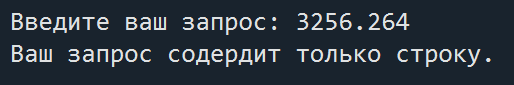 Введите ваш запрос: 3256.264
Ваш запрос содердит только строку.